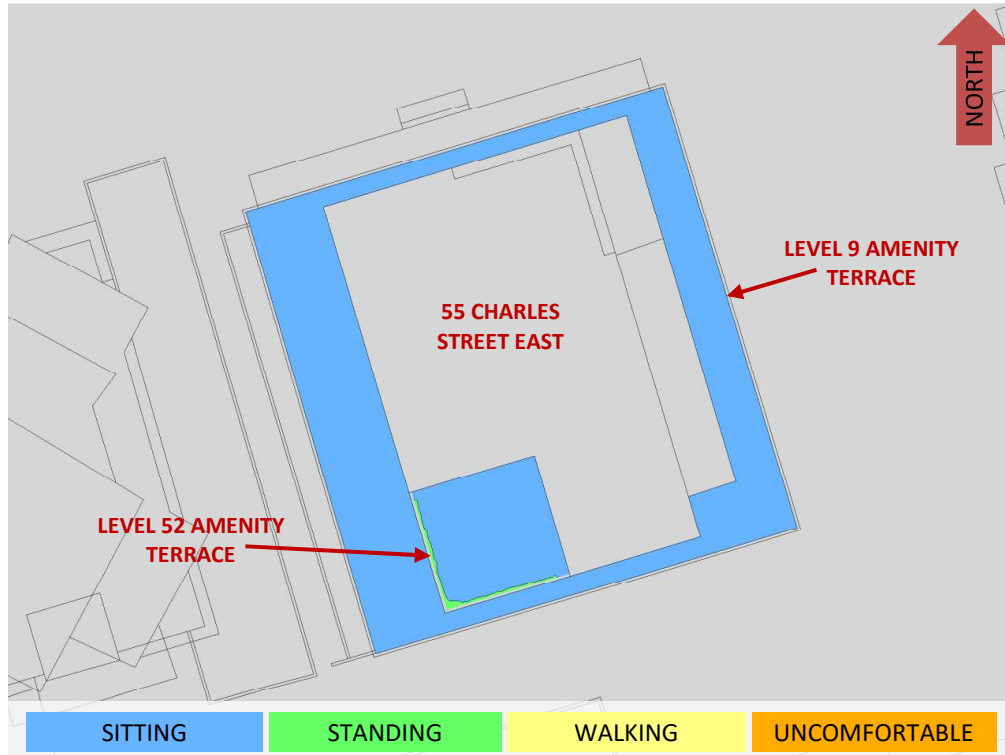 NORTH
LEVEL 9 AMENITY
TERRACE
55 CHARLES
STREET EAST
LEVEL 52 AMENITY
TERRACE
SITTING
STANDING
WALKING
UNCOMFORTABLE